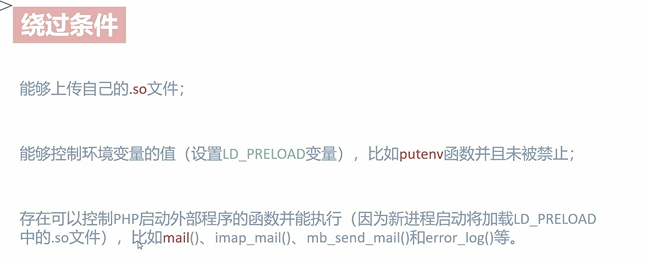 绕过条件
能够上传自己的.so文件；
能够控制环境变量的值（设置LD_PRELOAD变量），比如putenv函数并且未被禁止；
存在可以控制PHP启动外部程序的函数并能执行（因为新进程启动将加载LD_PRELOAD
中的.so文件），比如mail()、imap_mail()、mb_send_mail()和error_log()等。